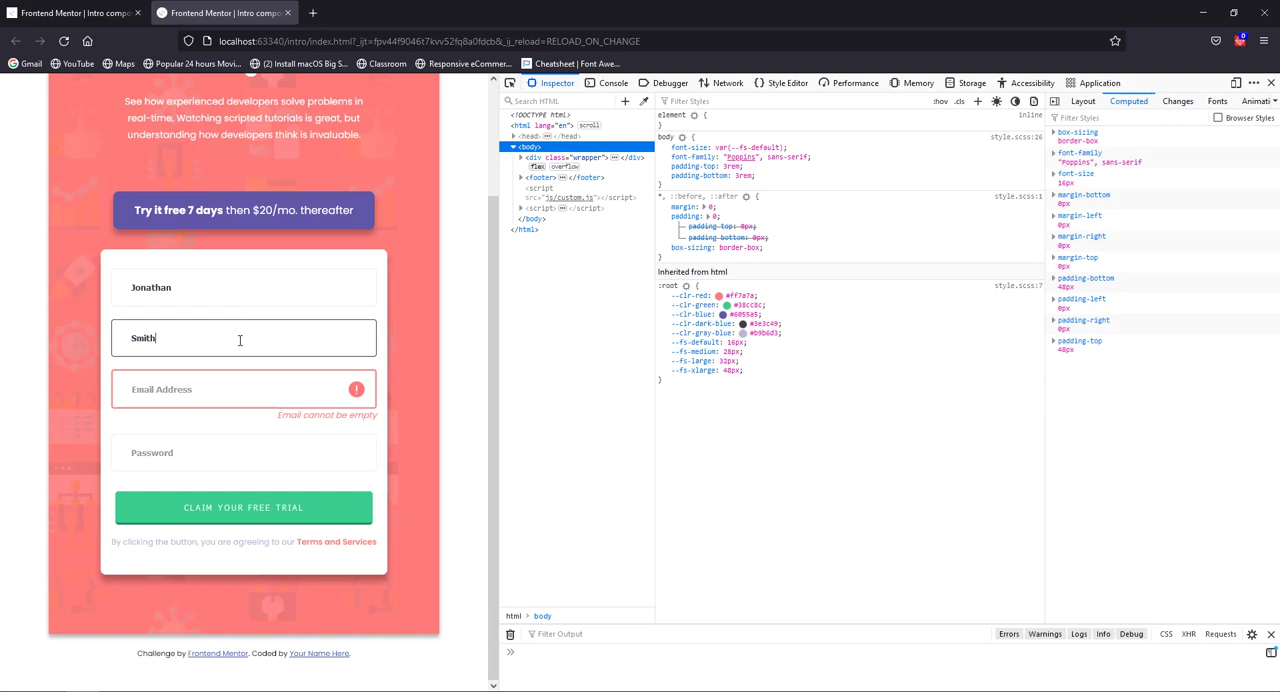 Frontend Mentor | Intro compo
Frontend Mentor | Intro compo
localhost:63340/intro/index.html?_ijt=fpv44f9046t7kvv52fq8a0fdcb&_ij_reload=RELOAD_ON_CHANGE
0
Gmail YouTube Maps Popular 24 hours Movi... (2) Install macOS Big S... Classroom Responsive eCommer... Cheatsheet | Font Awe...
See how experienced developers solve problems in
real-time. Watching scripted tutorials is great, but
understanding how developers think is invaluable.
Try it free 7 days then $20/mo. thereafter
Jonathan
Smith
Email Address
Email cannot be empty
Password
CLAIM YOUR FREE TRIAL
By clicking the button, you are agreeing to our Terms and Services
Challenge by Frontend Mentor. Coded by Your Name Here.
Inspector Console Debugger Network Style Editor Performance Memory Storage Accessibility Application
Search HTML
<!DOCTYPE html>
<html lang="en"> scroll
<head> </head>
<body>
<div class="wrapper"> </div>
flex overflow
<footer> </footer>
<script
src="js/custom.js"></script>
<script> </script>
</body>
</html>
html > body
Filter Styles
:hov .cls
element { inline
}
body { style.scss:26
font-size: var(--fs-default);
font-family: "Poppins", sans-serif;
padding-top: 3rem;
padding-bottom: 3rem;
}
*, ::before, ::after { style.scss:1
margin: 0;
padding: 0;
padding-top: 0px;
padding-bottom: 0px;
box-sizing: border-box;
}
Inherited from html
:root { style.scss:7
--clr-red: #ff7a7a;
--clr-green: #38cc8c;
--clr-blue: #6055a5;
--clr-dark-blue: #3e3c49;
--clr-gray-blue: #b9b6d3;
--fs-default: 16px;
--fs-medium: 28px;
--fs-large: 32px;
--fs-xlarge: 48px;
}
Layout Computed Changes Fonts Animati
Filter Styles Browser Styles
box-sizing
border-box
font-family
"Poppins", sans-serif
font-size
16px
margin-bottom
0px
margin-left
0px
margin-right
0px
margin-top
0px
padding-bottom
48px
padding-left
0px
padding-right
0px
padding-top
48px
Filter Output
Errors Warnings Logs Info Debug CSS XHR Requests